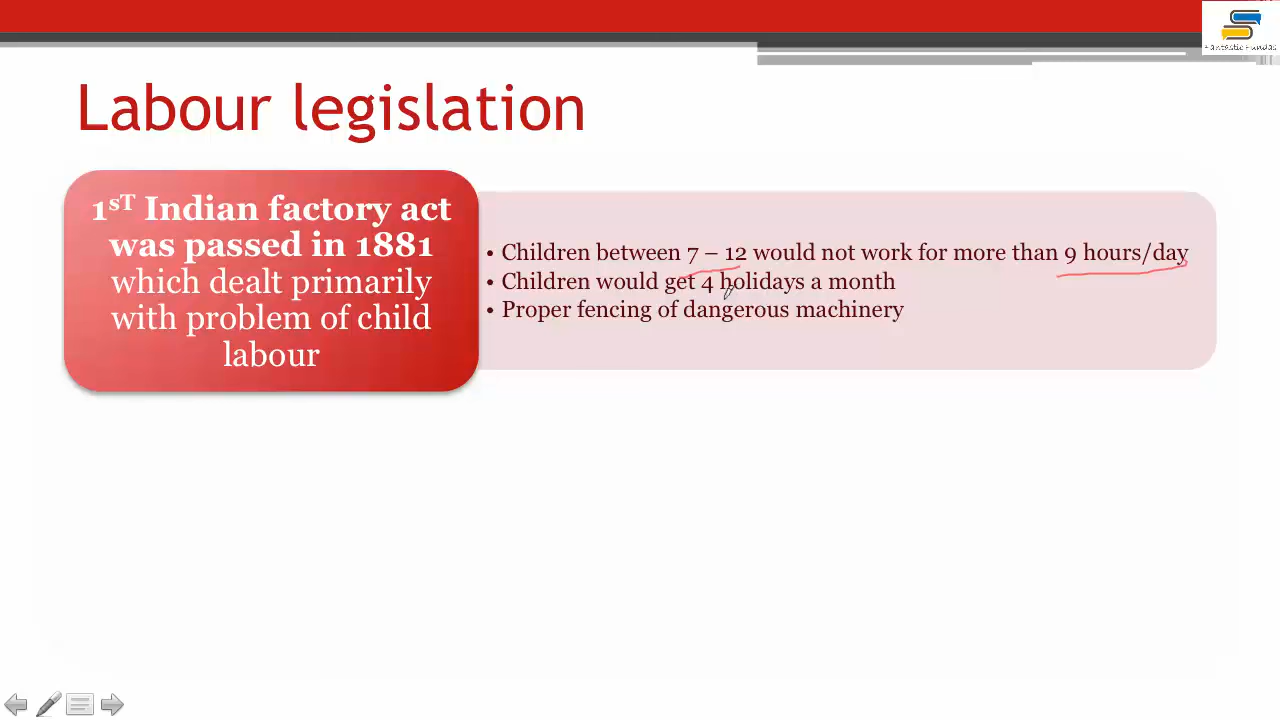 Fantastic Fundas
Labour legislation
1sT Indian factory act
was passed in 1881
which dealt primarily
with problem of child
labour
• Children between 7 – 12 would not work for more than 9 hours/day
• Children would get 4 holidays a month
• Proper fencing of dangerous machinery